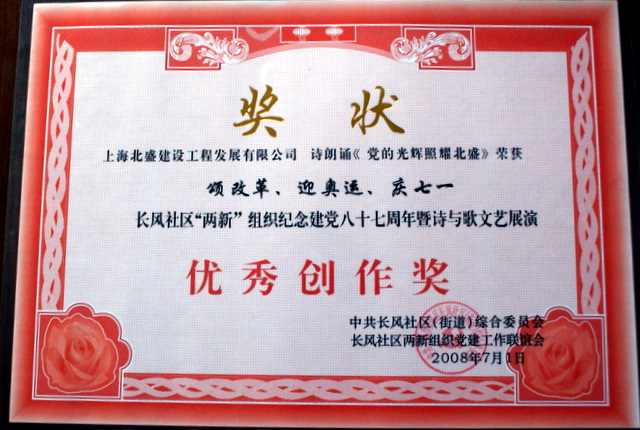 奖状
上海北盛建设工程发展有限公司 诗朗诵《党的光辉照耀北盛》荣获
颂改革、迎奥运、庆七一
长风社区“两新”组织纪念建党八十七周年暨诗与歌文艺展演
优秀创作奖
中共长风社区(街道)综合委员会
长风社区两新组织党建工作联谊会
2008年7月1日